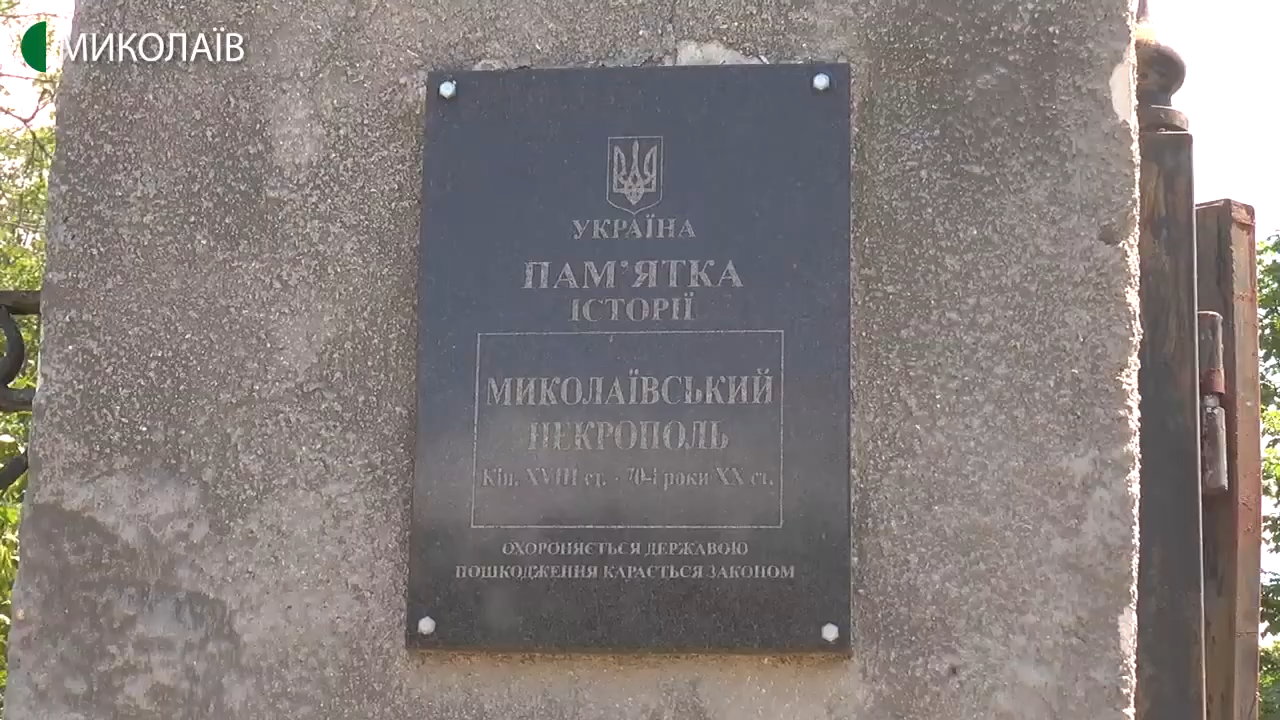 МИКОЛАЇВ
УКРАЇНА
ПАМ'ЯТКА
ІСТОРІЇ
МИКОЛАЇВСЬКИЙ
НЕКРОПОЛЬ
Кін. XVIII ст. - 70-і роки XX ст.
ОХОРОНЯЄТЬСЯ ДЕРЖАВОЮ
ПОШКОДЖЕННЯ КАРАЄТЬСЯ ЗАКОНОМ